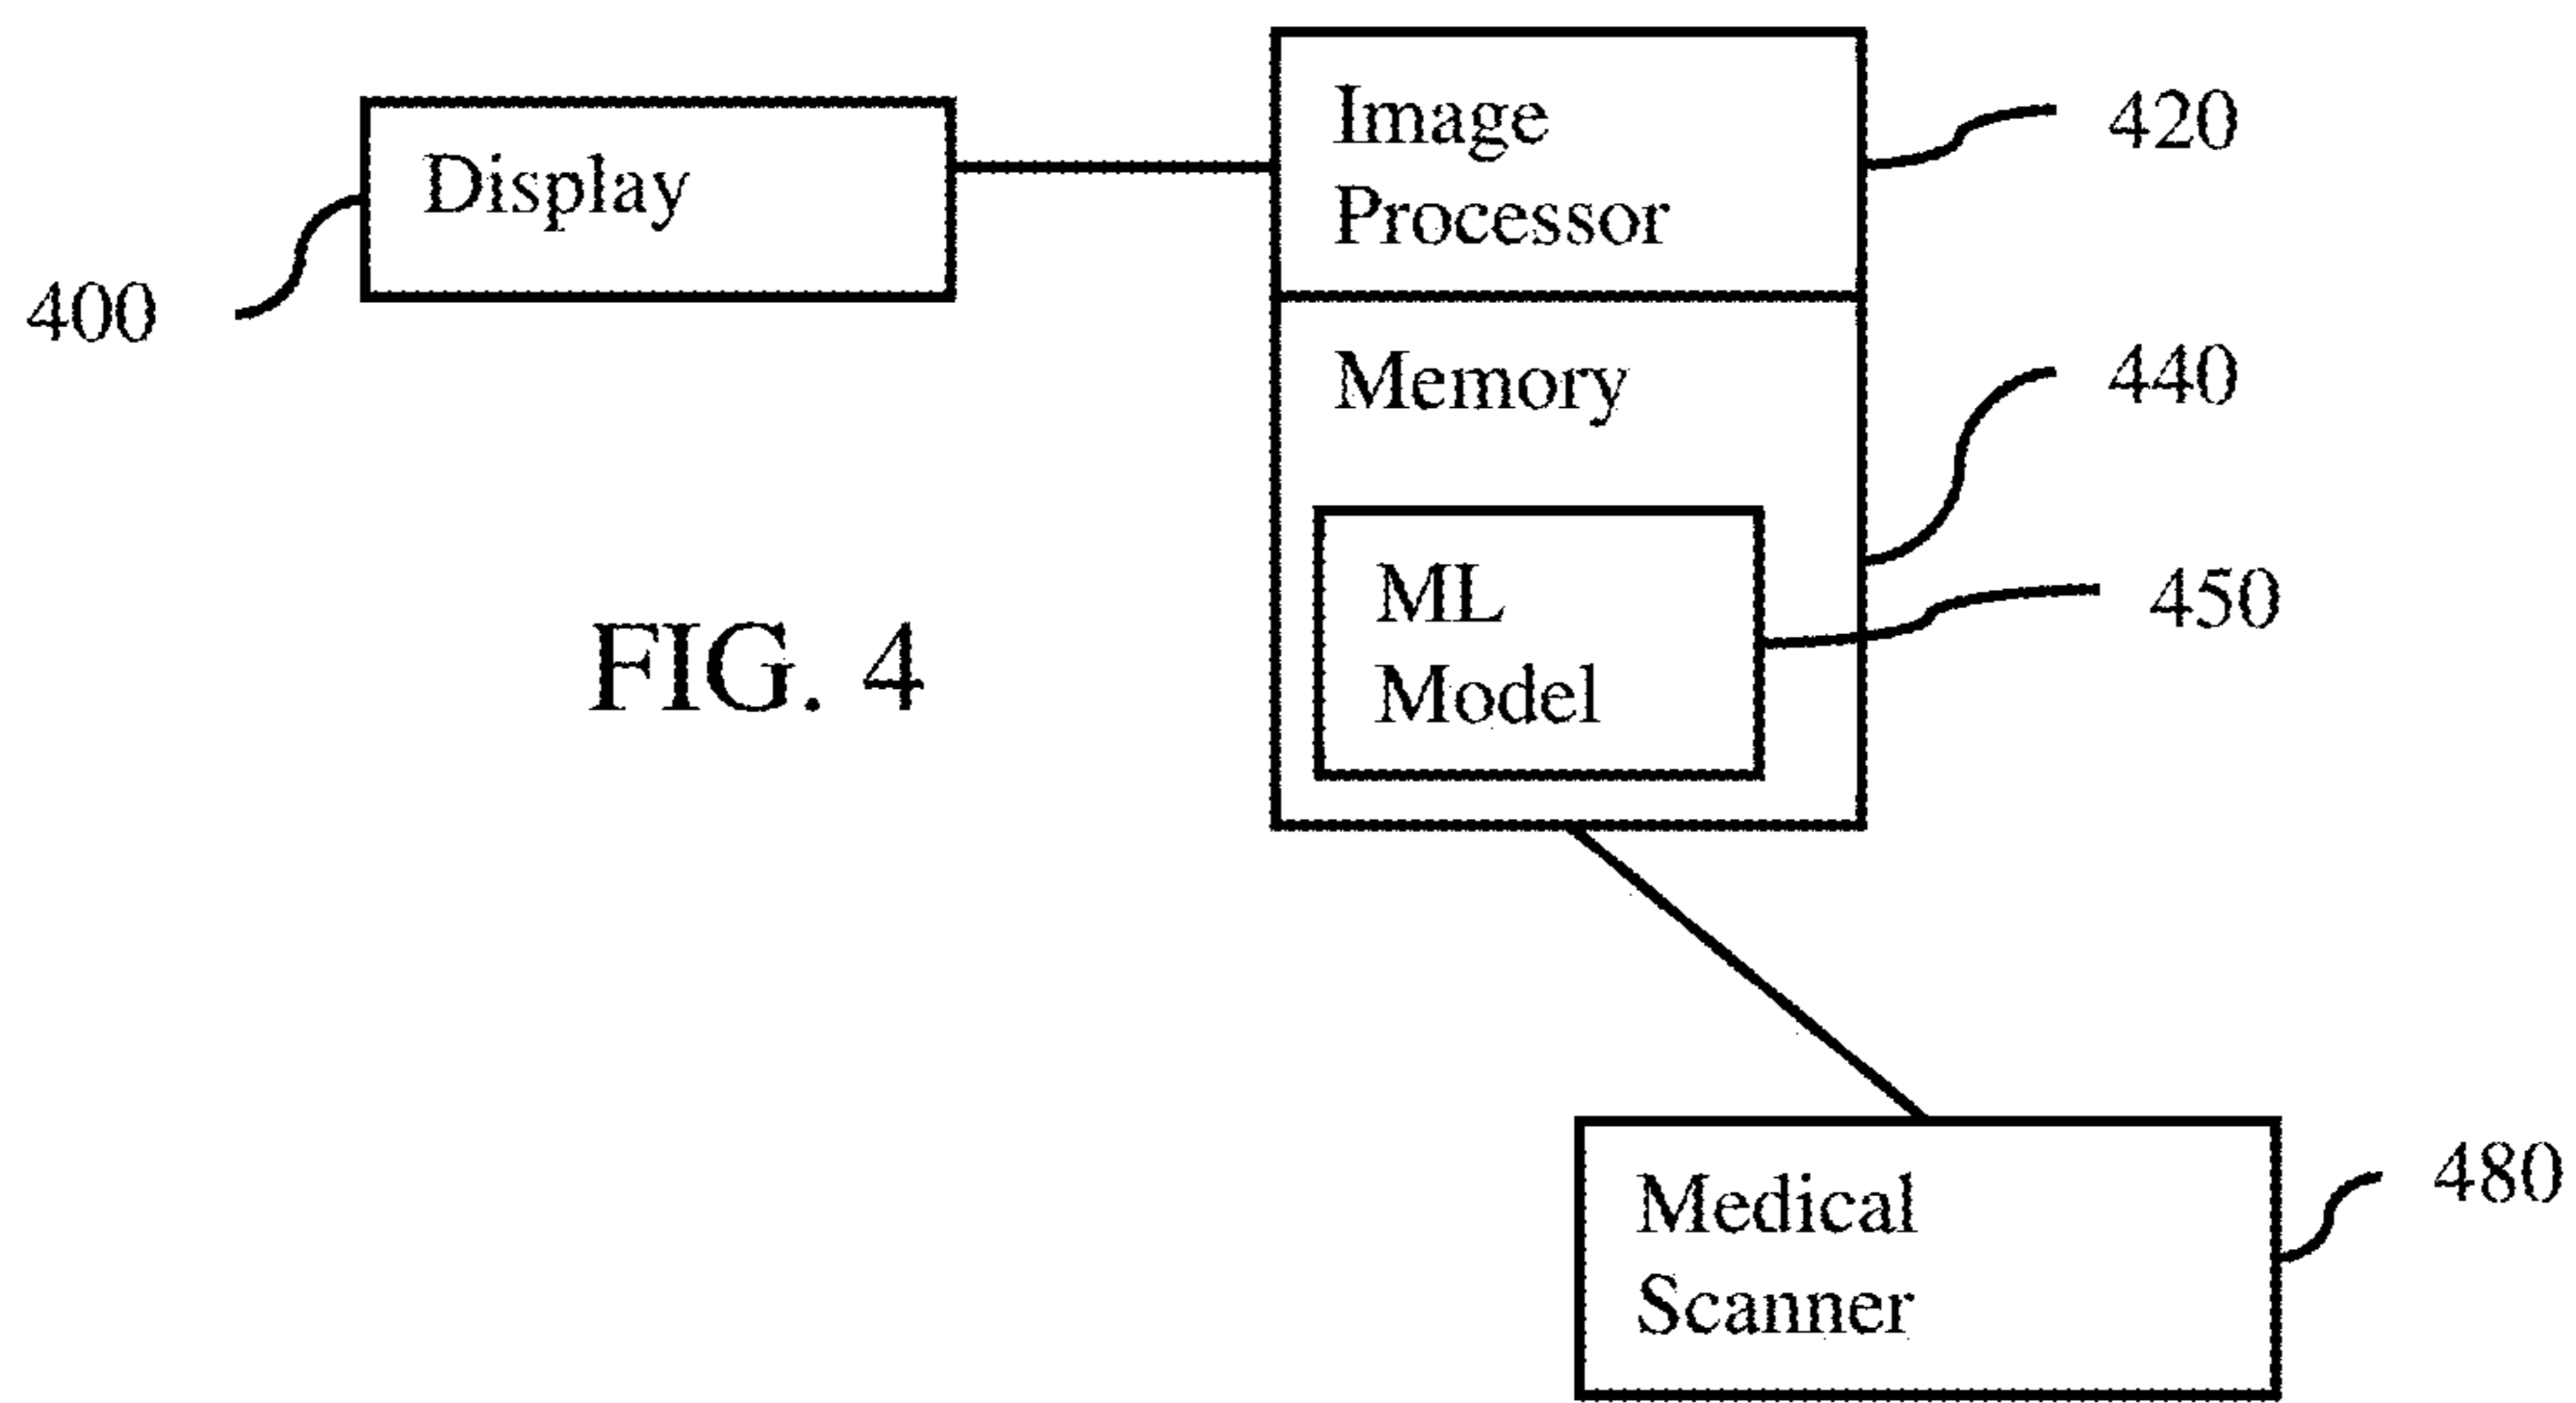 Display
400
Image
Processor
420
Memory
440
ML
Model
450
FIG. 4
Medical
Scanner
480